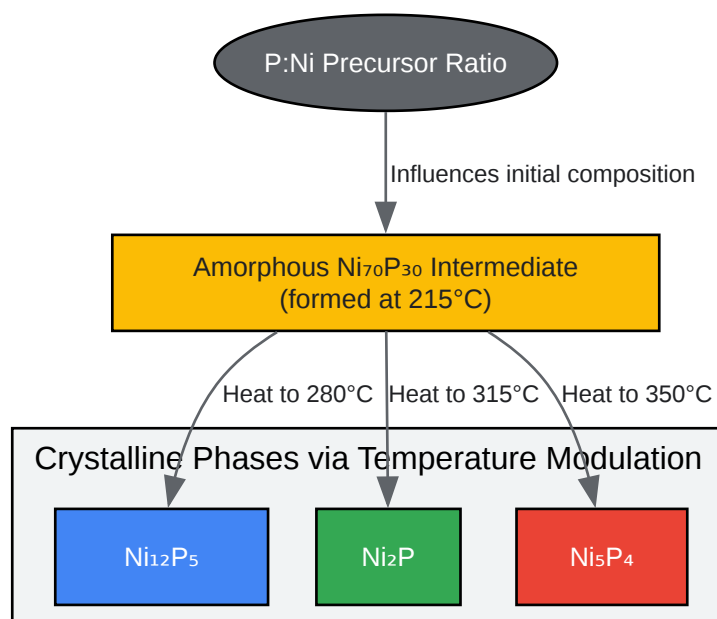 P:Ni Precursor Ratio
Influences initial composition
Amorphous Ni₇₀P₃₀ Intermediate
(formed at 215°C)
Heat to 280°C
Heat to 315°C
Heat to 350°C
Crystalline Phases via Temperature Modulation
Ni₁₂P₅
Ni₂P
Ni₅P₄